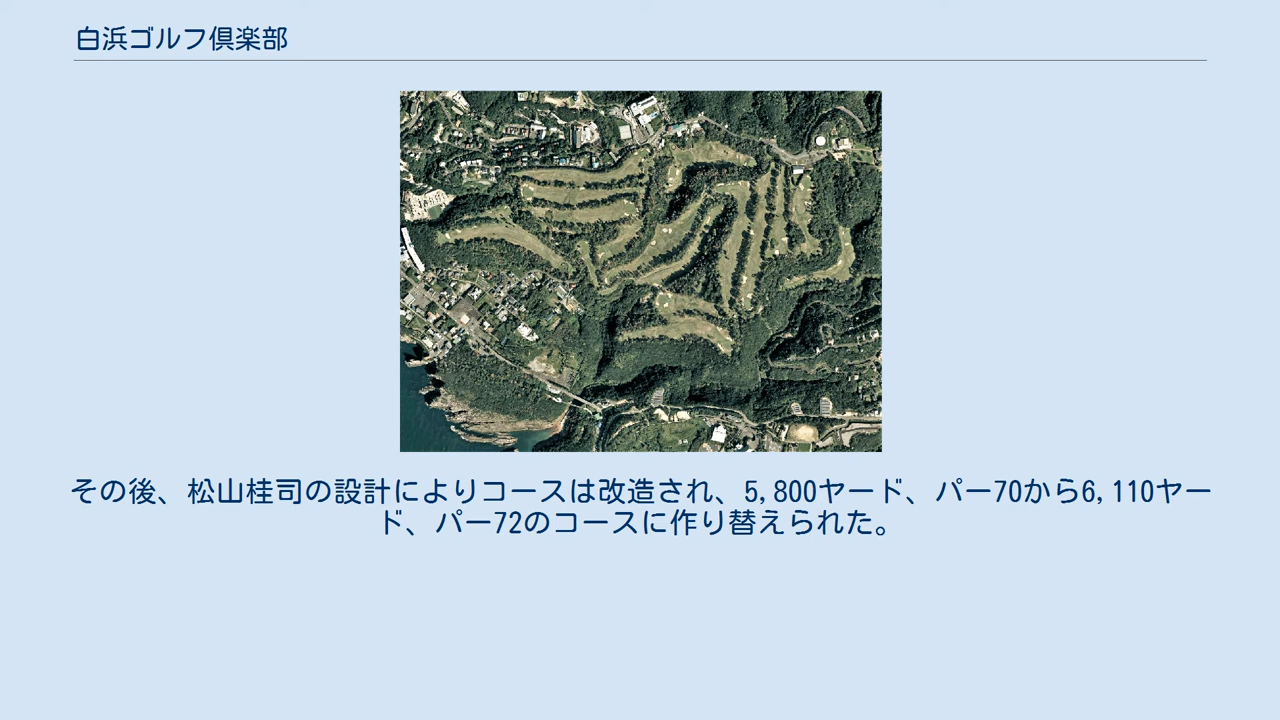 白浜ゴルフ倶楽部
その後、松山桂司の設計によりコースは改造され、5,800ヤード、パー70から6,110ヤー
ド、パー72のコースに作り替えられた。